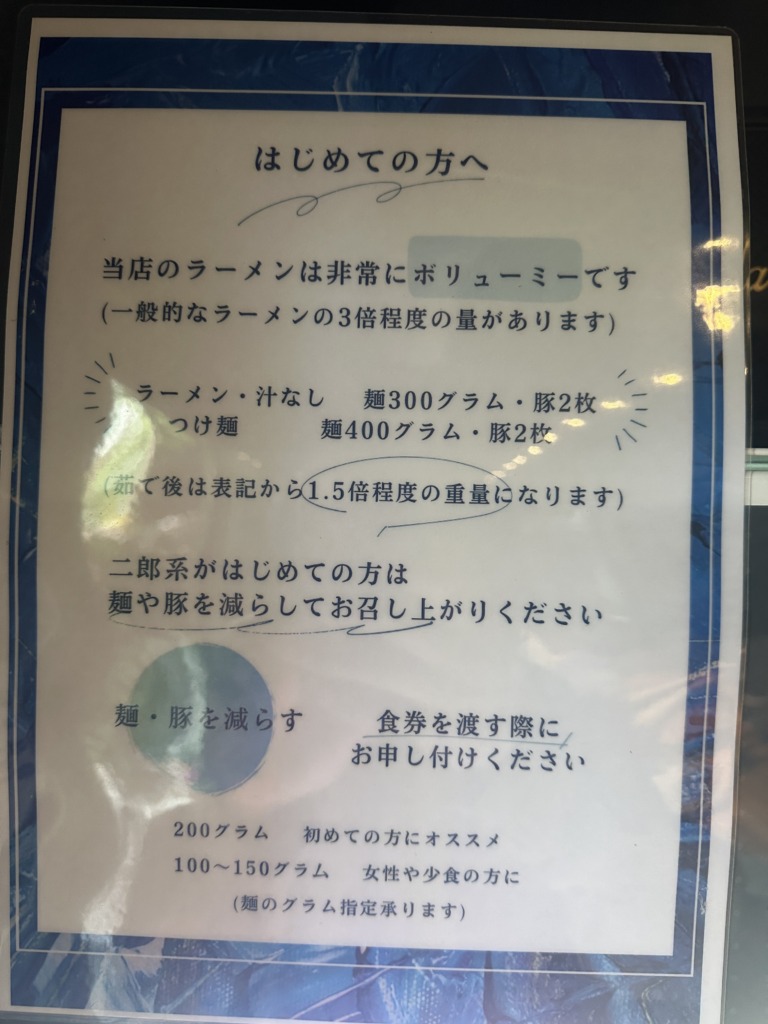 はじめての方へ
当店のラーメンは非常にボリューミーです
(一般的なラーメンの3倍程度の量があります)
ラーメン・汁なし 麺300グラム・豚2枚
つけ麺 麺400グラム・豚2枚
(茹で後は表記から1.5倍程度の重量になります)
二郎系がはじめての方は
麺や豚を減らしてお召し上がりください
麺・豚を減らす
食券を渡す際に
お申し付けください
200グラム 初めての方にオススメ
100〜150グラム 女性や少食の方に
(麺のグラム指定承ります)